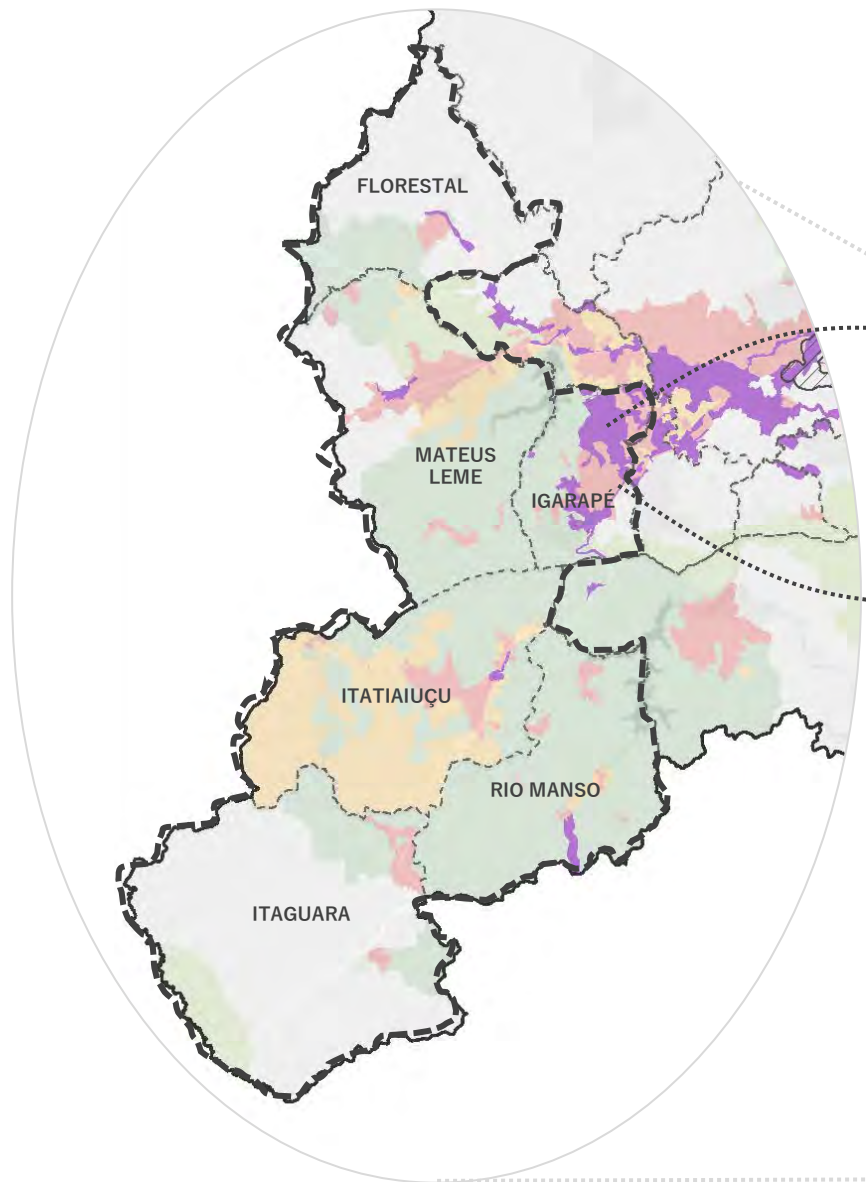 FLORESTAL
MATEUS
LEME
IGARAPÉ
ITATIAIUÇU
RIO MANSO
ITAGUARA